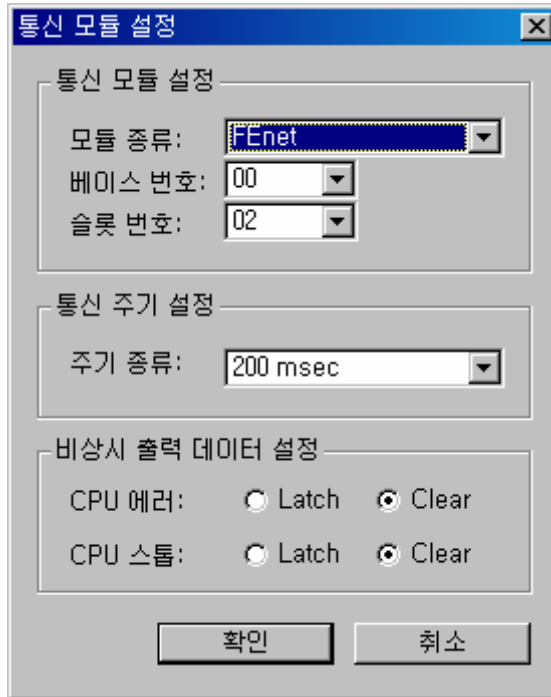 통신 모듈 설정
통신 모듈 설정
모듈 종류: FEnet
베이스 번호: 00
슬롯 번호: 02
통신 주기 설정
주기 종류: 200 msec
비상시 출력 데이터 설정
CPU 에러: Latch Clear
CPU 스톱: Latch Clear
확인 취소